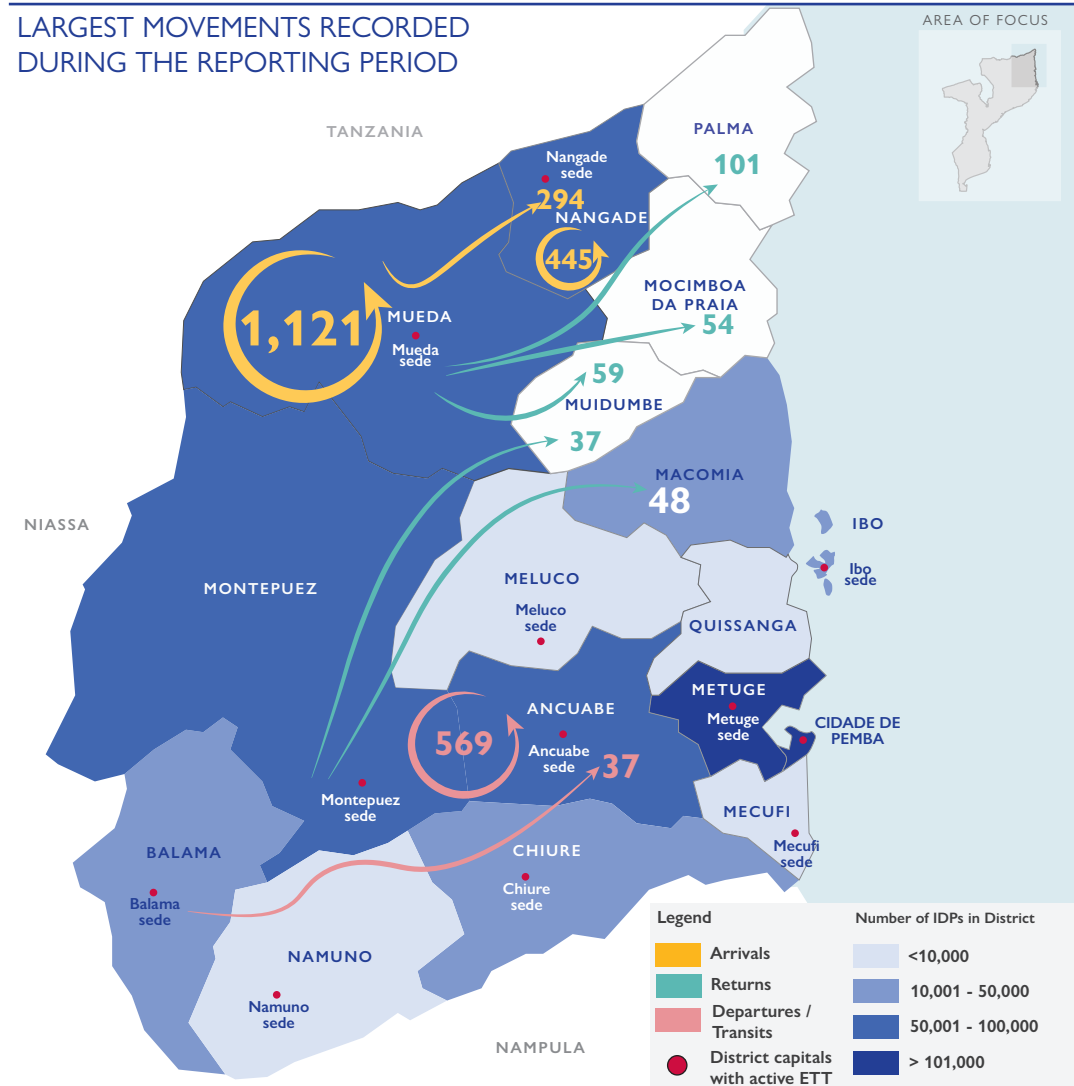 LARGEST MOVEMENTS RECORDED
DURING THE REPORTING PERIOD
AREA OF FOCUS
TANZANIA
PALMA
101
Nangade
sede
294
NANGADE
445
MOCIMBOA
DA PRAIA
54
1,121
MUEDA
Mueda
sede
59
MUIDUMBE
37
MACOMIA
48
NIASSA
IBO
Ibo
sede
MONTEPUEZ
MELUCO
Meluco
sede
QUISSANGA
METUGE
Metuge
sede
CIDADE DE
PEMBA
ANCUABE
569
Ancuabe
sede
37
Montepuez
sede
MECUFI
Mecufi
sede
BALAMA
Balama
sede
CHIURE
Chiure
sede
NAMUNO
Namuno
sede
NAMPULA
Legend
Arrivals
Returns
Departures /
Transits
District capitals
with active ETT
Number of IDPs in District
<10,000
10,001 - 50,000
50,001 - 100,000
> 101,000